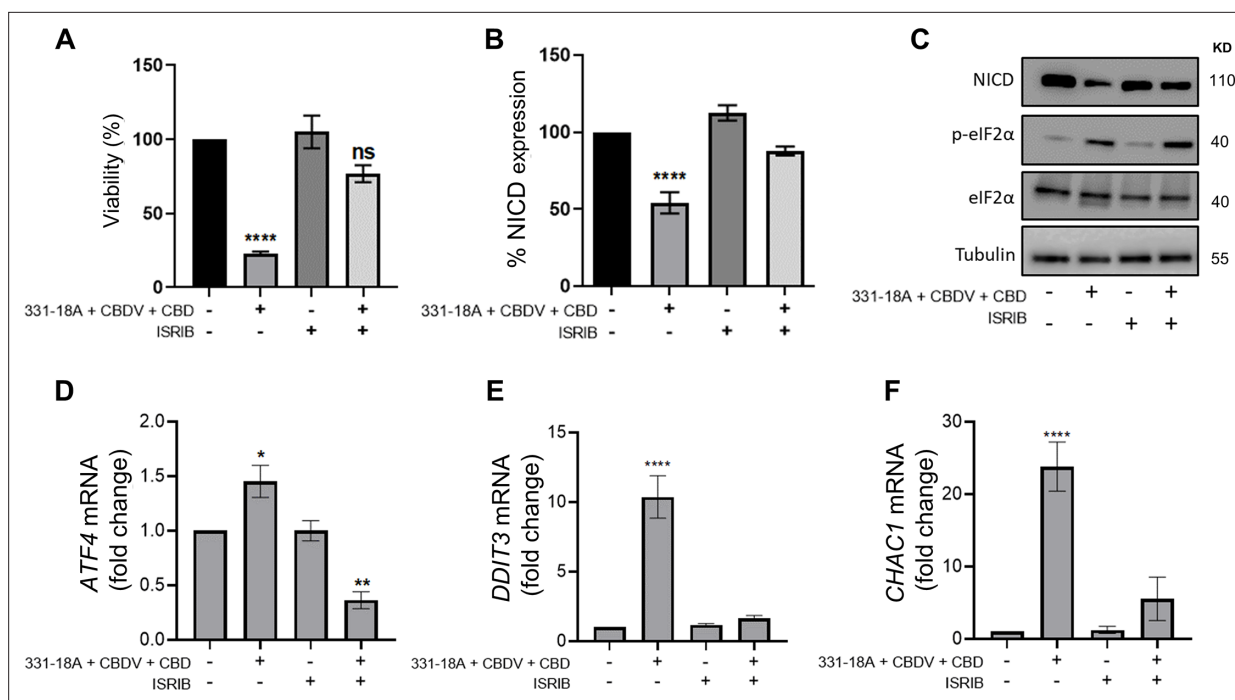 A
Viability (%)
150
100
50
0
****
ns
331-18A + CBDV + CBD - + - +
ISRIB - - + +
B
% NICD expression
150
100
50
0
****
331-18A + CBDV + CBD - + - +
ISRIB - - + +
C
KD
NICD 110
p-eIF2α 40
eIF2α 40
Tubulin 55
331-18A + CBDV + CBD - + - +
ISRIB - - + +
D
ATF4 mRNA
(fold change)
2.0
1.5
1.0
0.5
0.0
*
**
331-18A + CBDV + CBD - + - +
ISRIB - - + +
E
DDIT3 mRNA
(fold change)
15
10
5
0
****
331-18A + CBDV + CBD - + - +
ISRIB - - + +
F
CHAC1 mRNA
(fold change)
30
20
10
0
****
331-18A + CBDV + CBD - + - +
ISRIB - - + +